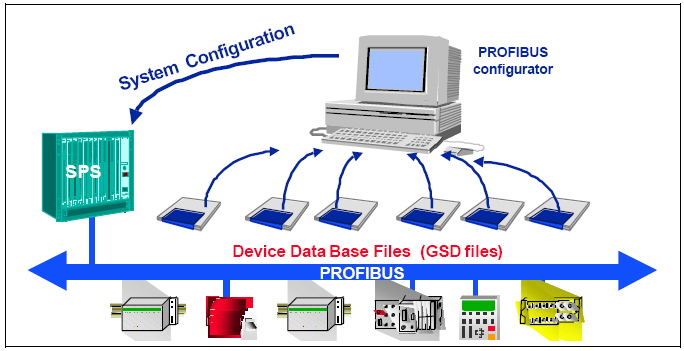 System Configuration
PROFIBUS
configurator
SPS
Device Data Base Files (GSD files)
PROFIBUS